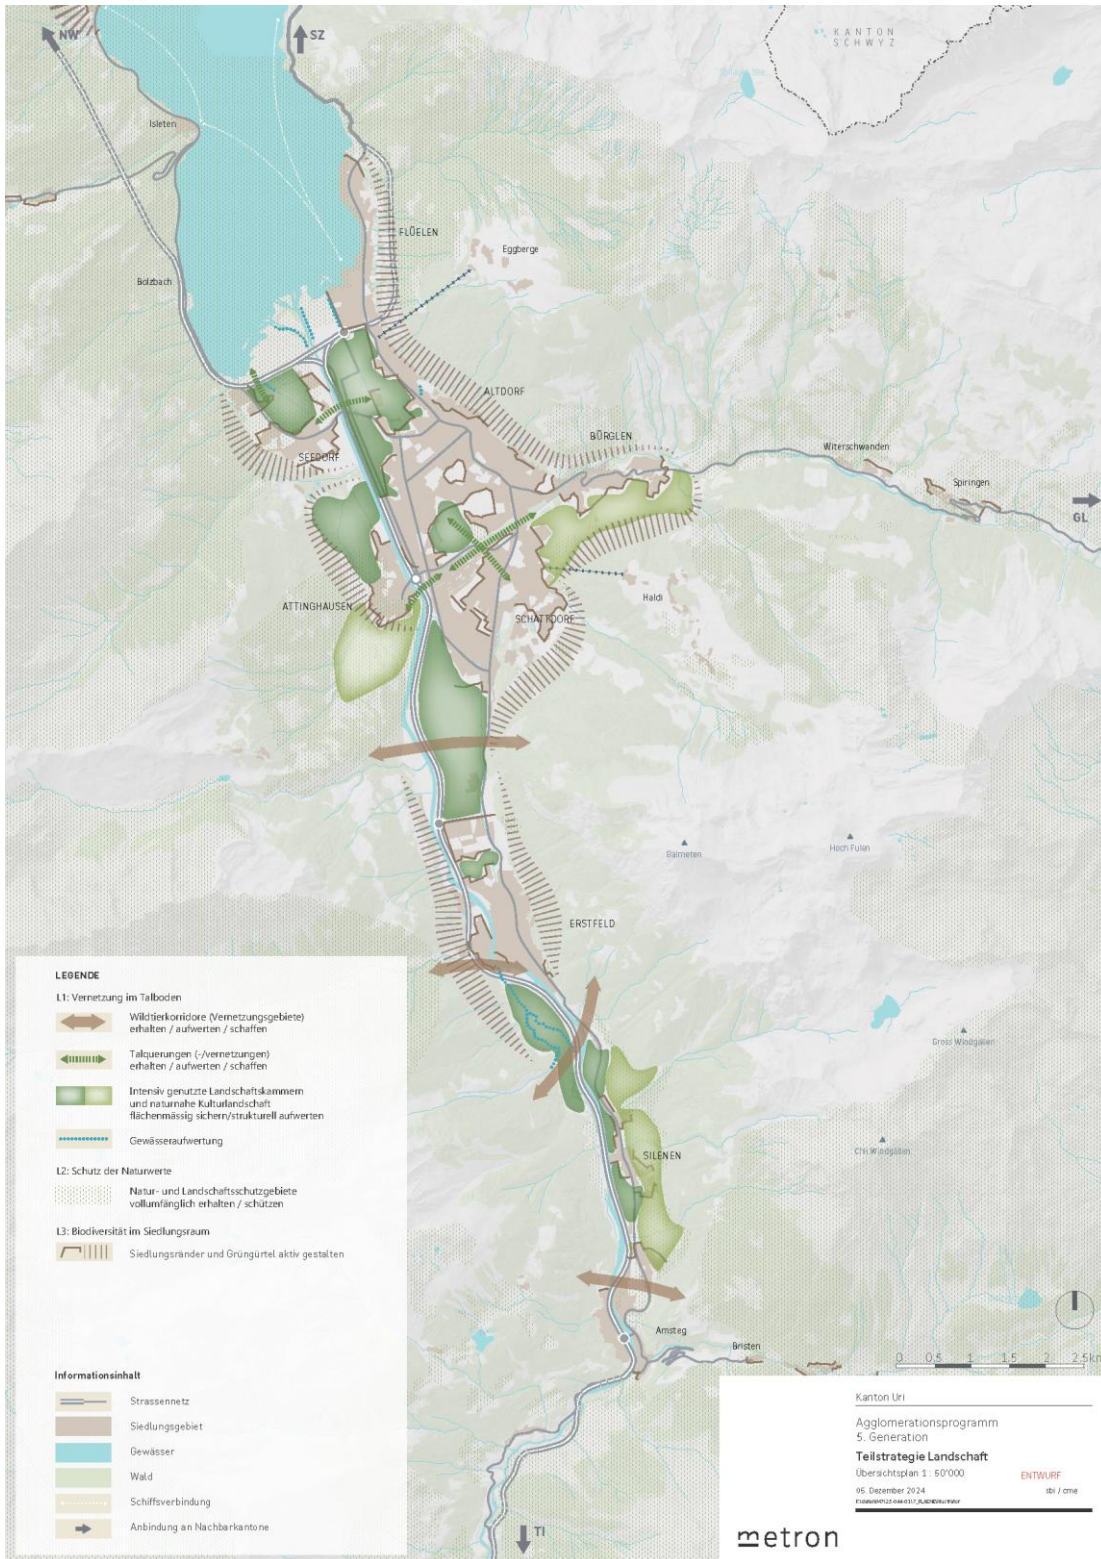 NW
SZ
KANTON
SCHWYZ
Isleten
FLÜELEN
Eggberge
Bolzbach
ALTDORF
BÜRGLEN
Witerschwanden
SEEDORF
Spiringen
GL
Haldi
ATTINGHAUSEN
SCHATTDORF
Balmeten
Hoch Fulen
ERSTFELD
Gross Windgällen
Chli Windgällen
SILENEN
Amsteg
Bristen
TI
0 0.5 1 1.5 2 2.5km
LEGENDE
L1: Vernetzung im Talboden
Wildtierkorridore (Vernetzungsgebiete)
erhalten / aufwerten / schaffen
Talquerungen (-/vernetzungen)
erhalten / aufwerten / schaffen
Intensiv genutzte Landschaftskammern
und naturnahe Kulturlandschaft
flächenmässig sichern/strukturell aufwerten
Gewässeraufwertung
L2: Schutz der Naturwerte
Natur- und Landschaftsschutzgebiete
vollumfänglich erhalten / schützen
L3: Biodiversität im Siedlungsraum
Siedlungsränder und Grüngürtel aktiv gestalten
Informationsinhalt
Strassennetz
Siedlungsgebiet
Gewässer
Wald
Schiffsverbindung
Anbindung an Nachbarkantone
Kanton Uri
Agglomerationsprogramm
5. Generation
Teilstrategie Landschaft
Übersichtsplan 1 : 50'000
ENTWURF
05. Dezember 2024
sbi / cme
metron